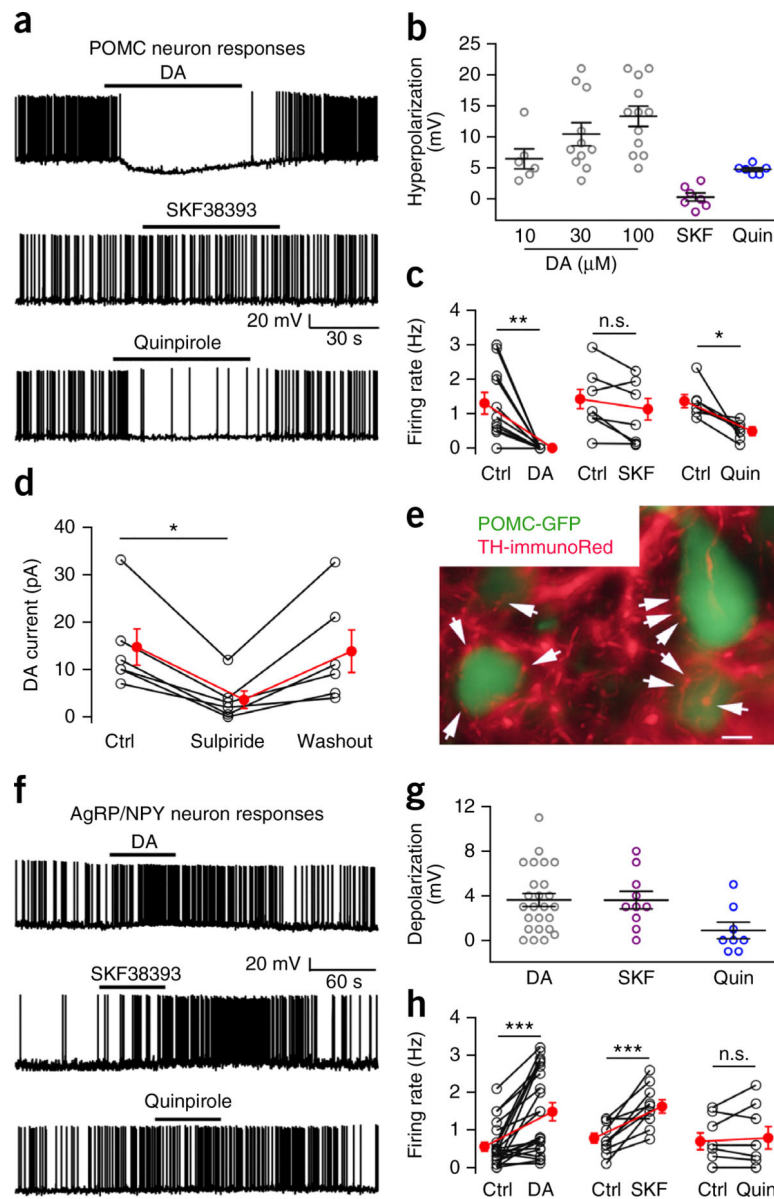 a
POMC neuron responses
DA
SKF38393
20 mV
30 s
Quinpirole
b
Hyperpolarization
(mV)
25
20
15
10
5
0
10 30 100 SKF Quin
DA (μM)
c
Firing rate (Hz)
4
3
2
1
0
** n.s. *
Ctrl DA Ctrl SKF Ctrl Quin
d
DA current (pA)
40
30
20
10
0
*
Ctrl Sulpiride Washout
e
POMC-GFP
TH-immunoRed
f
AgRP/NPY neuron responses
DA
SKF38393
20 mV
60 s
Quinpirole
g
Depolarization
(mV)
12
8
4
0
DA SKF Quin
h
Firing rate (Hz)
4
3
2
1
0
*** *** n.s.
Ctrl DA Ctrl SKF Ctrl Quin